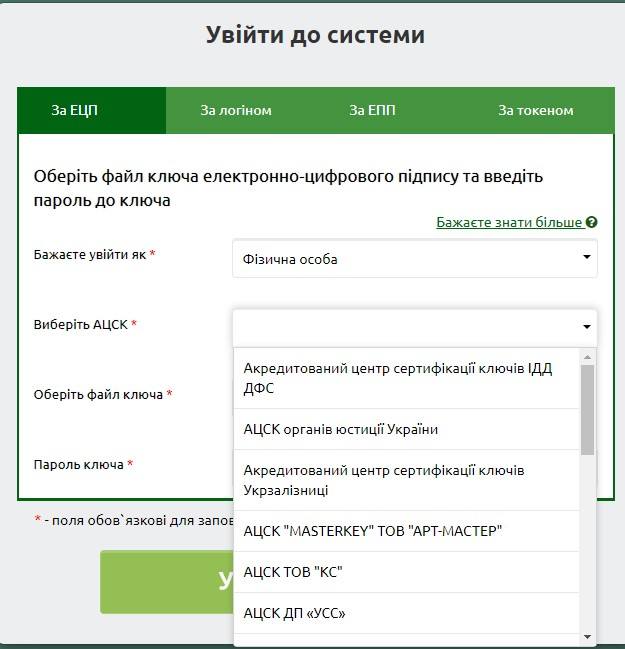 Увійти до системи
За ЕЦП
За логіном
За ЕПП
За токеном
Оберіть файл ключа електронно-цифрового підпису та введіть
пароль до ключа
Бажаєте знати більше ?
Бажаєте увійти як *
Фізична особа
Виберіть АЦСК *
Акредитований центр сертифікації ключів ІДД
ДФС
Оберіть файл ключа *
АЦСК органів юстиції України
Пароль ключа *
Акредитований центр сертифікації ключів
Укрзалізниці
* - поля обов`язкові для запов
АЦСК "MASTERKEY" ТОВ "АРТ-МАСТЕР"
У
АЦСК ТОВ "КС"
АЦСК ДП «УСС»